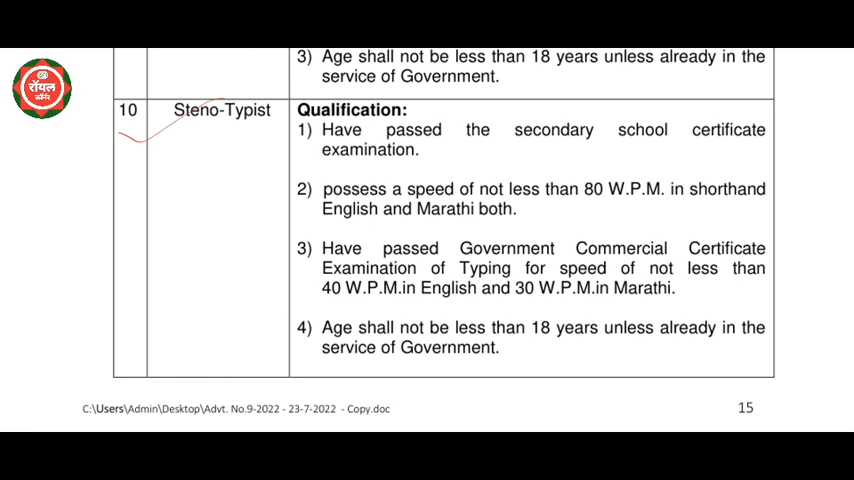 3) Age shall not be less than 18 years unless already in the
service of Government.
रॉयल
कॉर्नर
10 Steno-Typist Qualification:
1) Have passed the secondary school certificate
examination.
2) possess a speed of not less than 80 W.P.M. in shorthand
English and Marathi both.
3) Have passed Government Commercial Certificate
Examination of Typing for speed of not less than
40 W.P.M.in English and 30 W.P.M.in Marathi.
4) Age shall not be less than 18 years unless already in the
service of Government.
C:\Users\Admin\Desktop\Advt. No.9-2022 - 23-7-2022 - Copy.doc 15